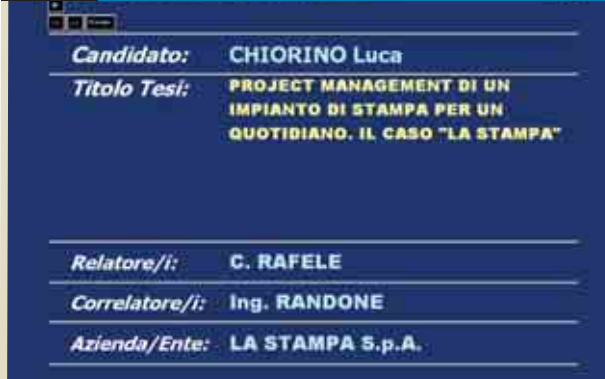 Candidato: CHIORINO Luca
Titolo Tesi: PROJECT MANAGEMENT DI UN
IMPIANTO DI STAMPA PER UN
QUOTIDIANO. IL CASO "LA STAMPA"
Relatore/i: C. RAFELE
Correlatore/i: Ing. RANDONE
Azienda/Ente: LA STAMPA S.p.A.